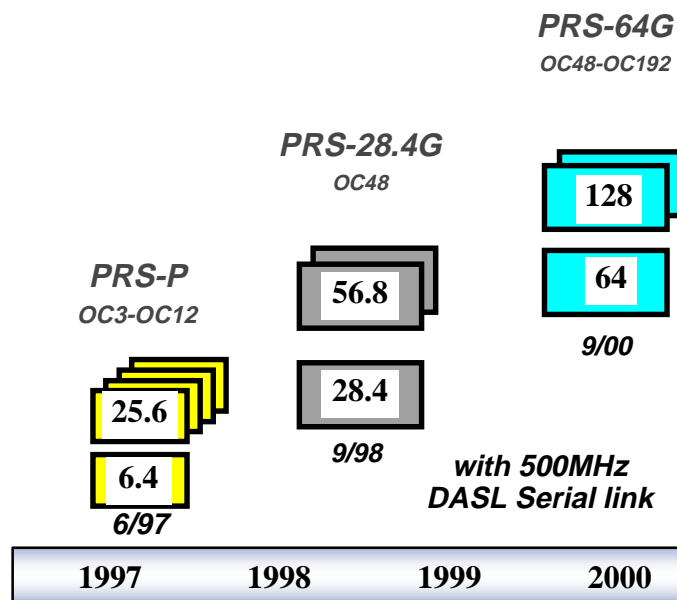 PRS-64G
OC48-OC192
128
64
9/00
PRS-28.4G
OC48
56.8
28.4
9/98
PRS-P
OC3-OC12
25.6
6.4
6/97
with 500MHz
DASL Serial link
1997 1998 1999 2000